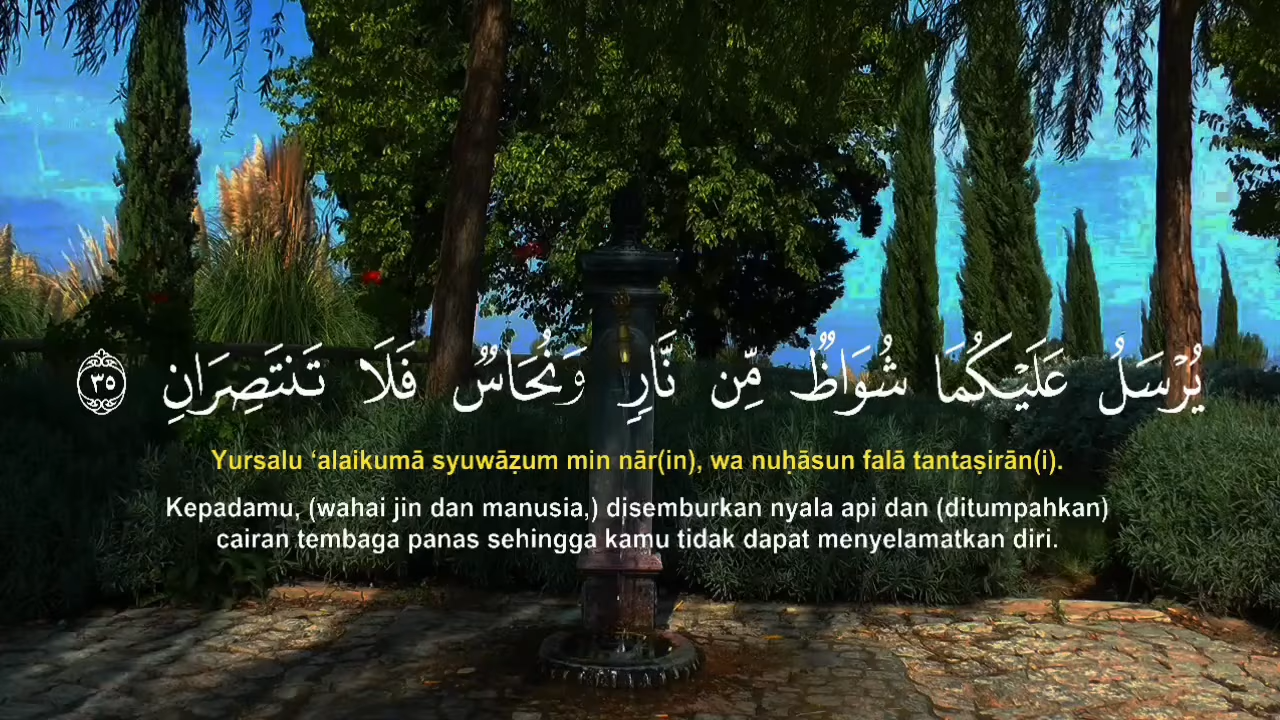 يُرْسَلُ عَلَيْكُمَا شُوَاظٌ مِّن نَّارٍ وَنُحَاسٌ فَلَا تَنتَصِرَانِ ٣٥
Yursalu ‘alaikumā syuwāẓum min nār(in), wa nuḥāsun falā tantaṣirān(i).
Kepadamu, (wahai jin dan manusia,) disemburkan nyala api dan (ditumpahkan)
cairan tembaga panas sehingga kamu tidak dapat menyelamatkan diri.